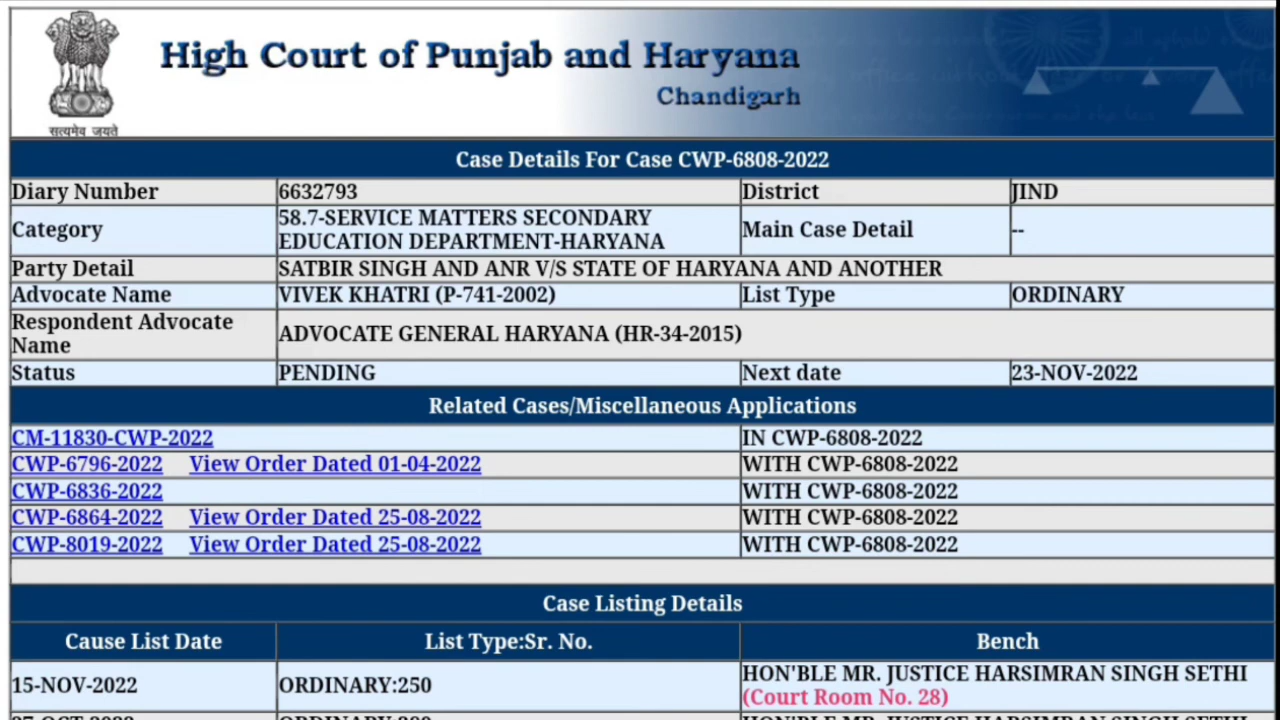 High Court of Punjab and Haryana
Chandigarh
सत्यमेव जयते
Case Details For Case CWP-6808-2022
Diary Number 6632793 District JIND
Category 58.7-SERVICE MATTERS SECONDARY
EDUCATION DEPARTMENT-HARYANA Main Case Detail --
Party Detail SATBIR SINGH AND ANR V/S STATE OF HARYANA AND ANOTHER
Advocate Name VIVEK KHATRI (P-741-2002) List Type ORDINARY
Respondent Advocate
Name ADVOCATE GENERAL HARYANA (HR-34-2015)
Status PENDING Next date 23-NOV-2022
Related Cases/Miscellaneous Applications
CM-11830-CWP-2022 IN CWP-6808-2022
CWP-6796-2022 View Order Dated 01-04-2022 WITH CWP-6808-2022
CWP-6836-2022 WITH CWP-6808-2022
CWP-6864-2022 View Order Dated 25-08-2022 WITH CWP-6808-2022
CWP-8019-2022 View Order Dated 25-08-2022 WITH CWP-6808-2022
Case Listing Details
Cause List Date List Type:Sr. No. Bench
15-NOV-2022 ORDINARY:250 HON'BLE MR. JUSTICE HARSIMRAN SINGH SETHI
(Court Room No. 28)